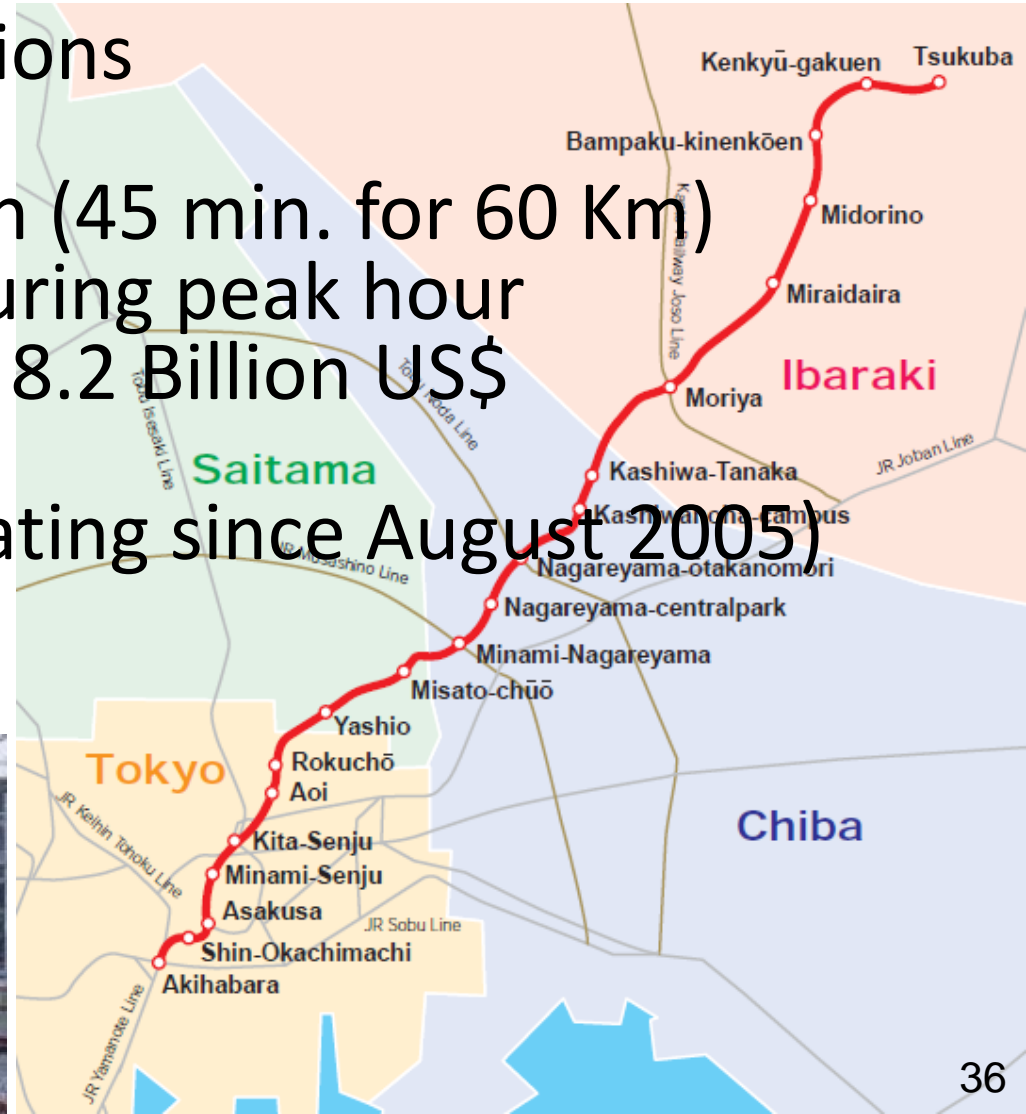 ions
Kenkyū-gakuen
Tsukuba
Bampaku-kinenkōen
n (45 min. for 60 Km)
Midorino
uring peak hour
Miraidaira
8.2 Billion US$
Ibaraki
Moriya
Railway Joso Line
Tobu Isesaki Line
Noda Line
Saitama
Kashiwa-Tanaka
JR Joban Line
ating since August 2005)
JR Musashino Line
Nagareyama-otakanomori
Nagareyama-centralpark
Minami-Nagareyama
Misato-chūō
Yashio
Tokyo
Rokuchō
Aoi
JR Keihin Tohoku Line
Chiba
Kita-Senju
Minami-Senju
Asakusa
JR Sobu Line
Shin-Okachimachi
Akihabara
JR Yamanote Line
36